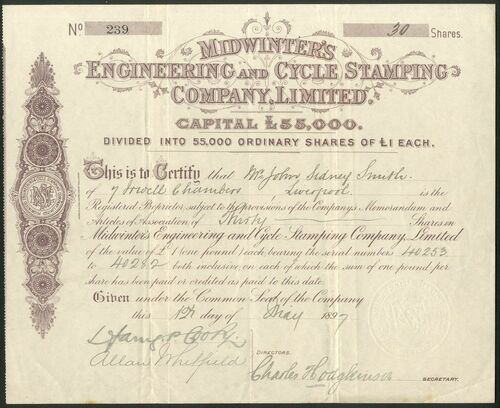 No 239 30 Shares.
MIDWINTER'S
ENGINEERING AND CYCLE STAMPING
COMPANY, LIMITED.
CAPITAL £55,000.
DIVIDED INTO 55,000 ORDINARY SHARES OF £1 EACH.
This is to Certify that Mr John Sidney Smith
of 7 Chambers Liverpool is the
Registered Proprietor, subject to the provisions of the Company's Memorandum and
Articles of Association of Thirty Shares in
Midwinter's Engineering and Cycle Stamping Company, Limited
of the value of £1 (one pound) each bearing the serial numbers 40253
to 40282 both inclusive on each of which the sum of one pound per
share has been paid or credited as paid to this date.
Given under the Common Seal of the Company
this day of May 1897
Allan Whitfield
DIRECTORS.
Charles Hodgkinson SECRETARY.